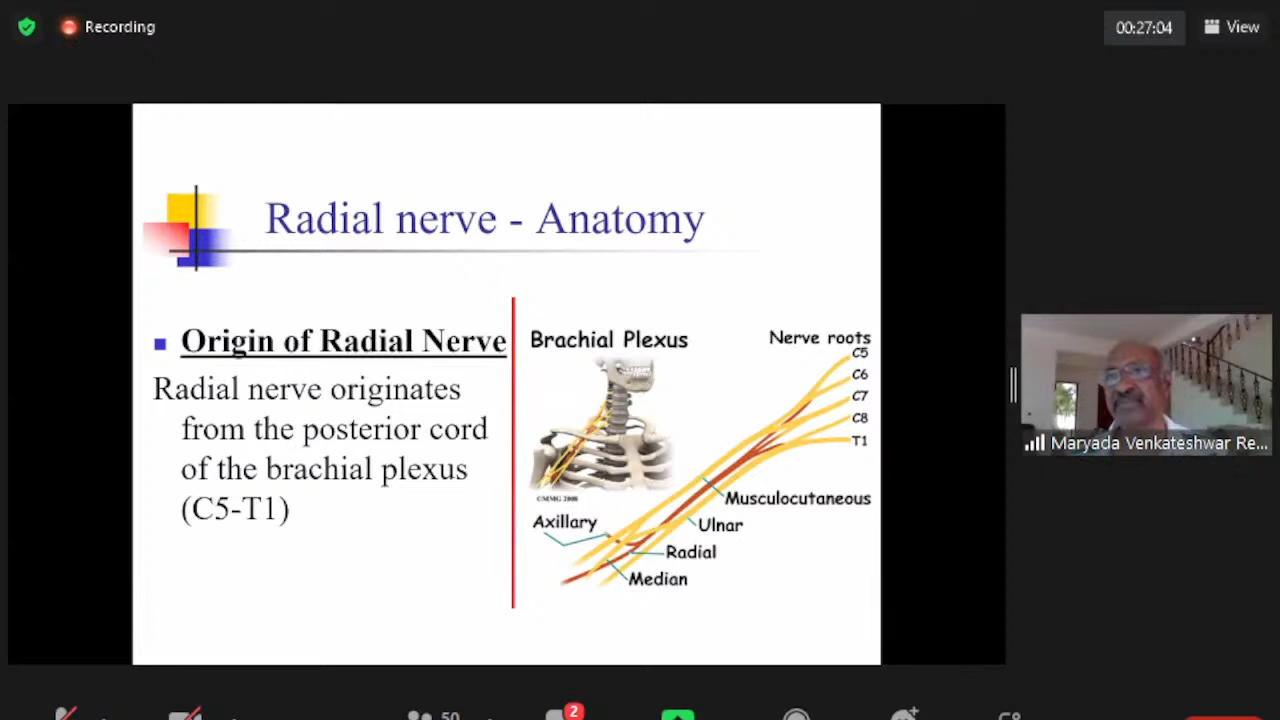 Recording
00:27:04
View
Radial nerve - Anatomy
Origin of Radial Nerve
Radial nerve originates
from the posterior cord
of the brachial plexus
(C5-T1)
Brachial Plexus
Nerve roots
C5
C6
C7
C8
T1
©MMG 2008
Musculocutaneous
Axillary
Ulnar
Radial
Median
Maryada Venkateshwar Re...
2
50